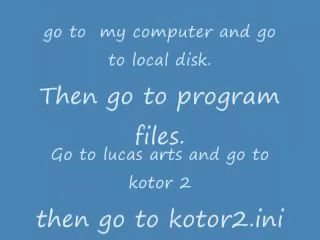 go to my computer and go
to local disk.
Then go to program
files.
Go to lucas arts and go to
kotor 2
then go to kotor2.ini